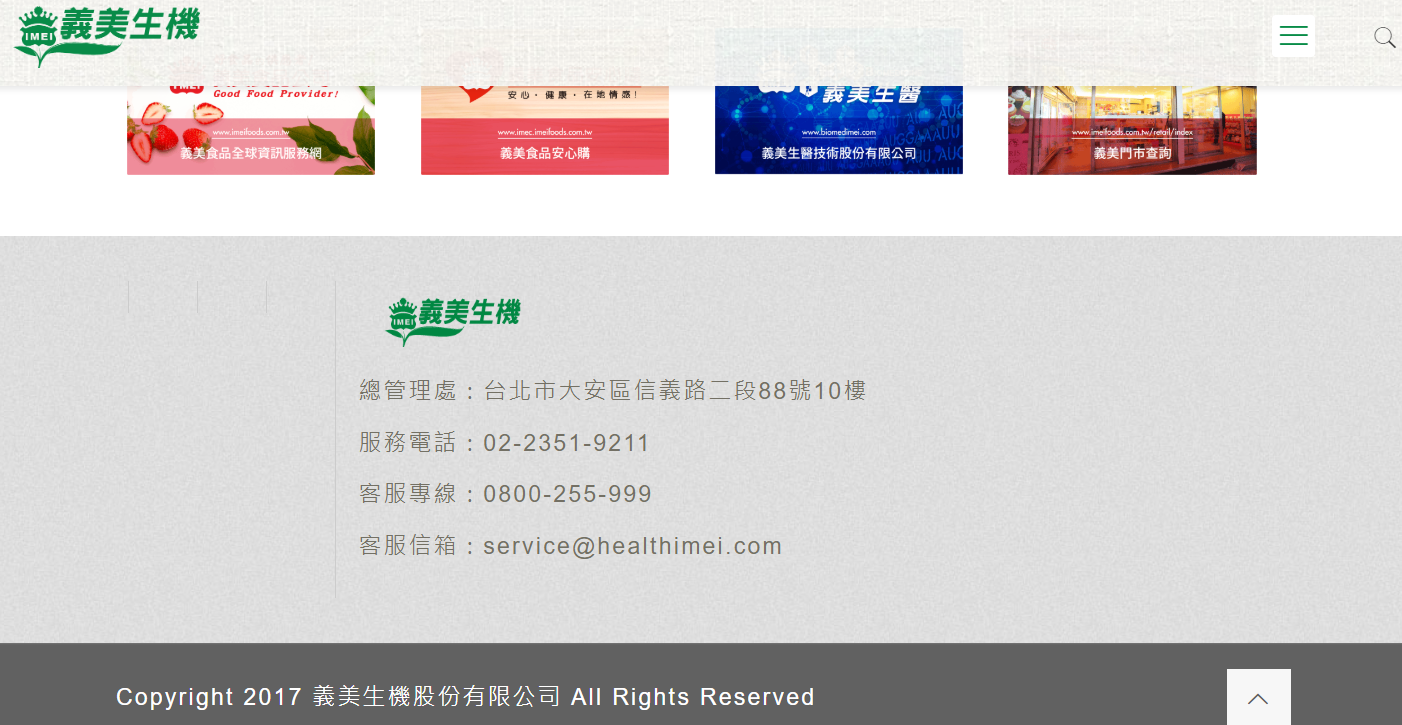 IMEI 義美生機
Good Food Provider!
安心·健康·在地情感!
義美生醫
www.imeifoods.com.tw
www.imec.imeifoods.com.tw
www.biomedimei.com
www.imeifoods.com.tw/retail/index
義美食品全球資訊服務網
義美食品安心購
義美生醫技術股份有限公司
義美門市查詢
IMEI 義美生機
總管理處：台北市大安區信義路二段88號10樓
服務電話：02-2351-9211
客服專線：0800-255-999
客服信箱：service@healthimei.com
Copyright 2017 義美生機股份有限公司 All Rights Reserved